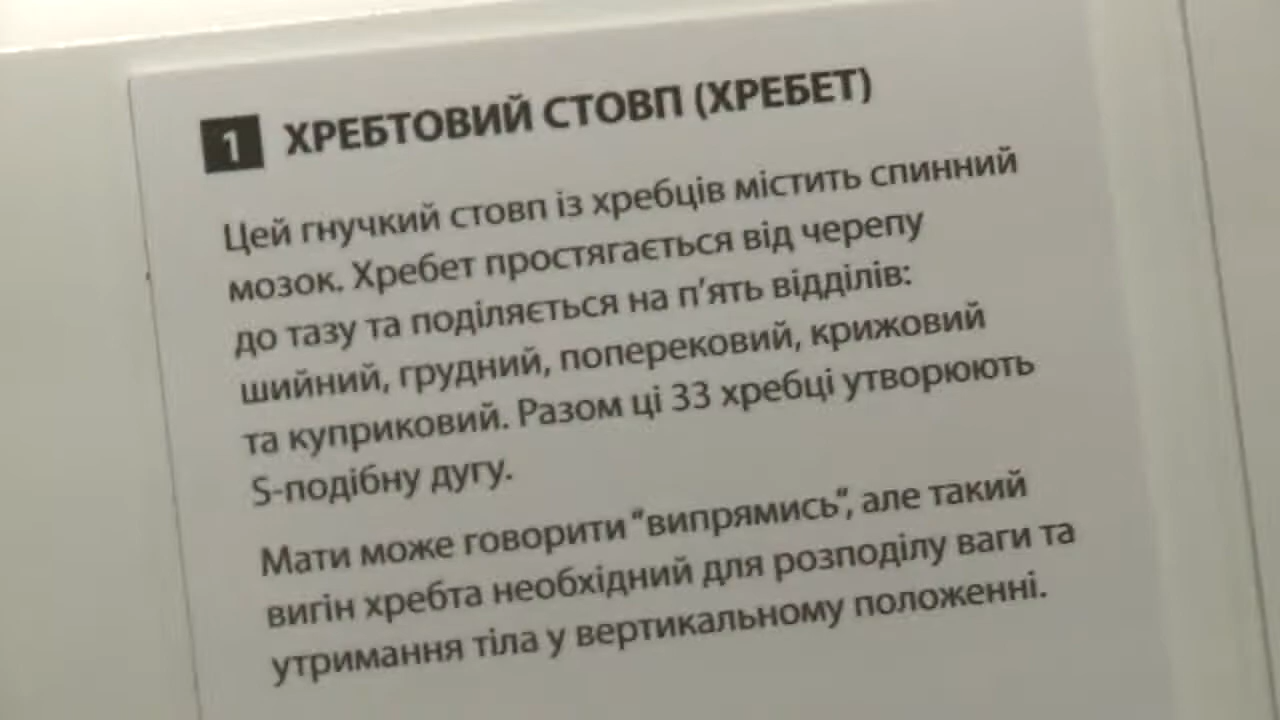 1 ХРЕБТОВИЙ СТОВП (ХРЕБЕТ)
Цей гнучкий стовп із хребців містить спинний
мозок. Хребет простягається від черепу
до тазу та поділяється на п'ять відділів:
шийний, грудний, поперековий, крижовий
та куприковий. Разом ці 33 хребці утворюють
S-подібну дугу.
Мати може говорити "випрямись", але такий
вигін хребта необхідний для розподілу ваги та
утримання тіла у вертикальному положенні.